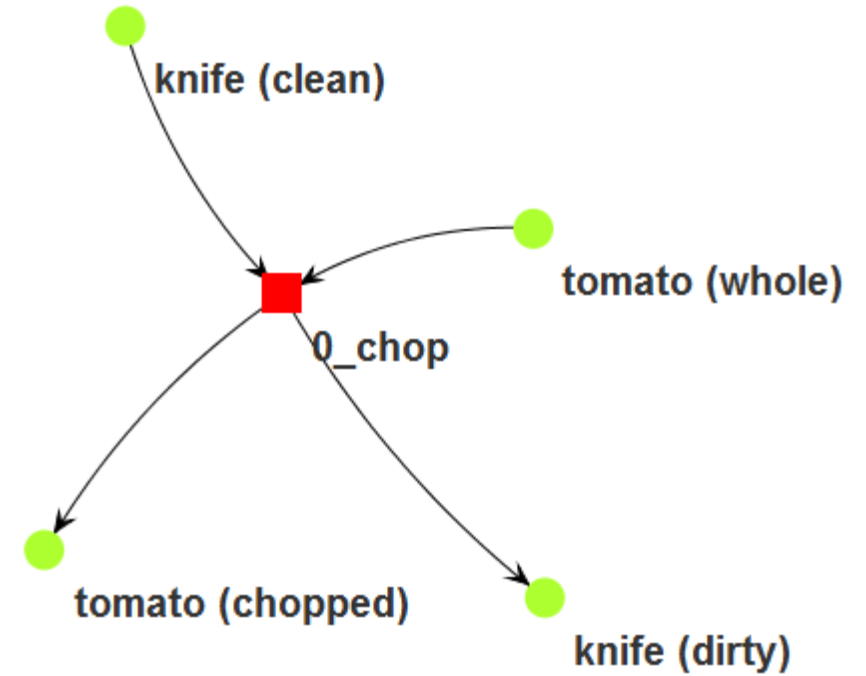 knife (clean)
tomato (whole)
0_chop
tomato (chopped)
knife (dirty)